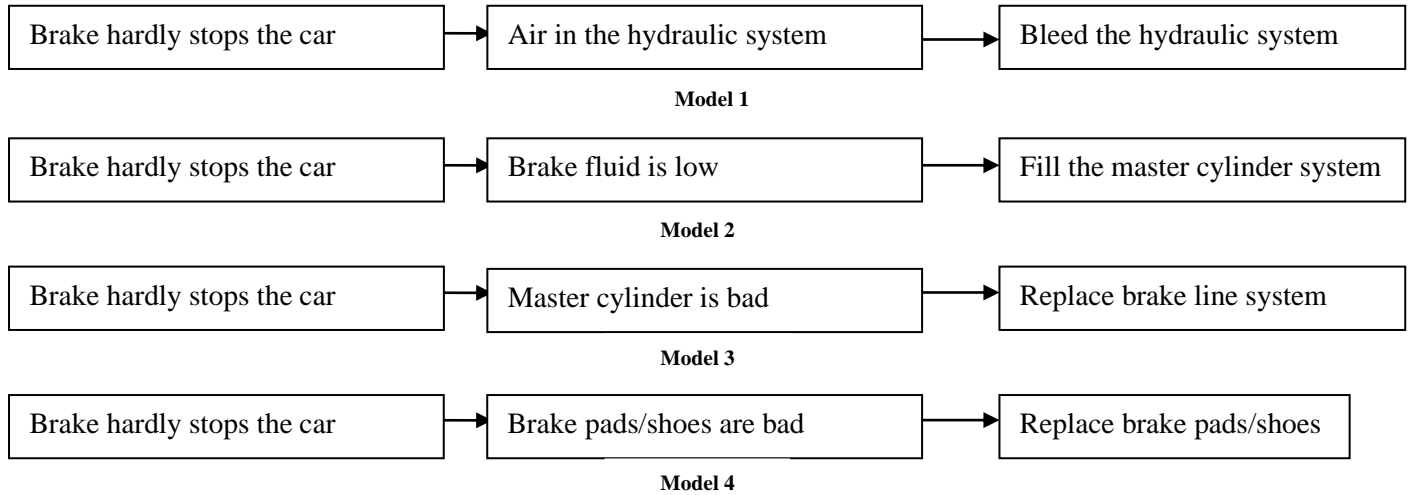 Brake hardly stops the car Air in the hydraulic system Bleed the hydraulic system
Model 1
Brake hardly stops the car Brake fluid is low Fill the master cylinder system
Model 2
Brake hardly stops the car Master cylinder is bad Replace brake line system
Model 3
Brake hardly stops the car Brake pads/shoes are bad Replace brake pads/shoes
Model 4